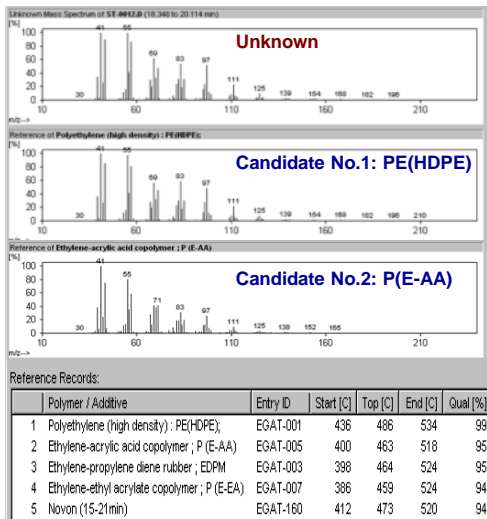 Unknown Mass Spectrum of ST-0012.D (18.348 to 20.114 min)
[%]
Unknown
100
80
60
40
20
0
41 55 69 83 97 111 125 139 154 168 182 196
30
10 60 110 160 210
m/z-->
Reference of Polyethylene (high density) : PE(HDPE);
[%]
Candidate No.1: PE(HDPE)
100
80
60
40
20
0
41 55 69 83 97 111 125 139 154 168 182 196 210
30
10 60 110 160 210
m/z-->
Reference of Ethylene-acrylic acid copolymer ; P (E-AA)
[%]
Candidate No.2: P(E-AA)
100
80
60
40
20
0
41 55 71 83 97 111 125 138 152 165
30
10 60 110 160 210
m/z-->
Reference Records:
Polymer / Additive Entry ID Start [C] Top [C] End [C] Qual [%]
1 Polyethylene (high density) : PE(HDPE); EGAT-001 436 486 534 99
2 Ethylene-acrylic acid copolymer ; P (E-AA) EGAT-005 400 463 518 95
3 Ethylene-propylene diene rubber ; EDPM EGAT-003 398 464 524 95
4 Ethylene-ethyl acrylate copolymer ; P (E-EA) EGAT-007 386 459 524 94
5 Novon (15-21min) EGAT-160 412 473 520 94